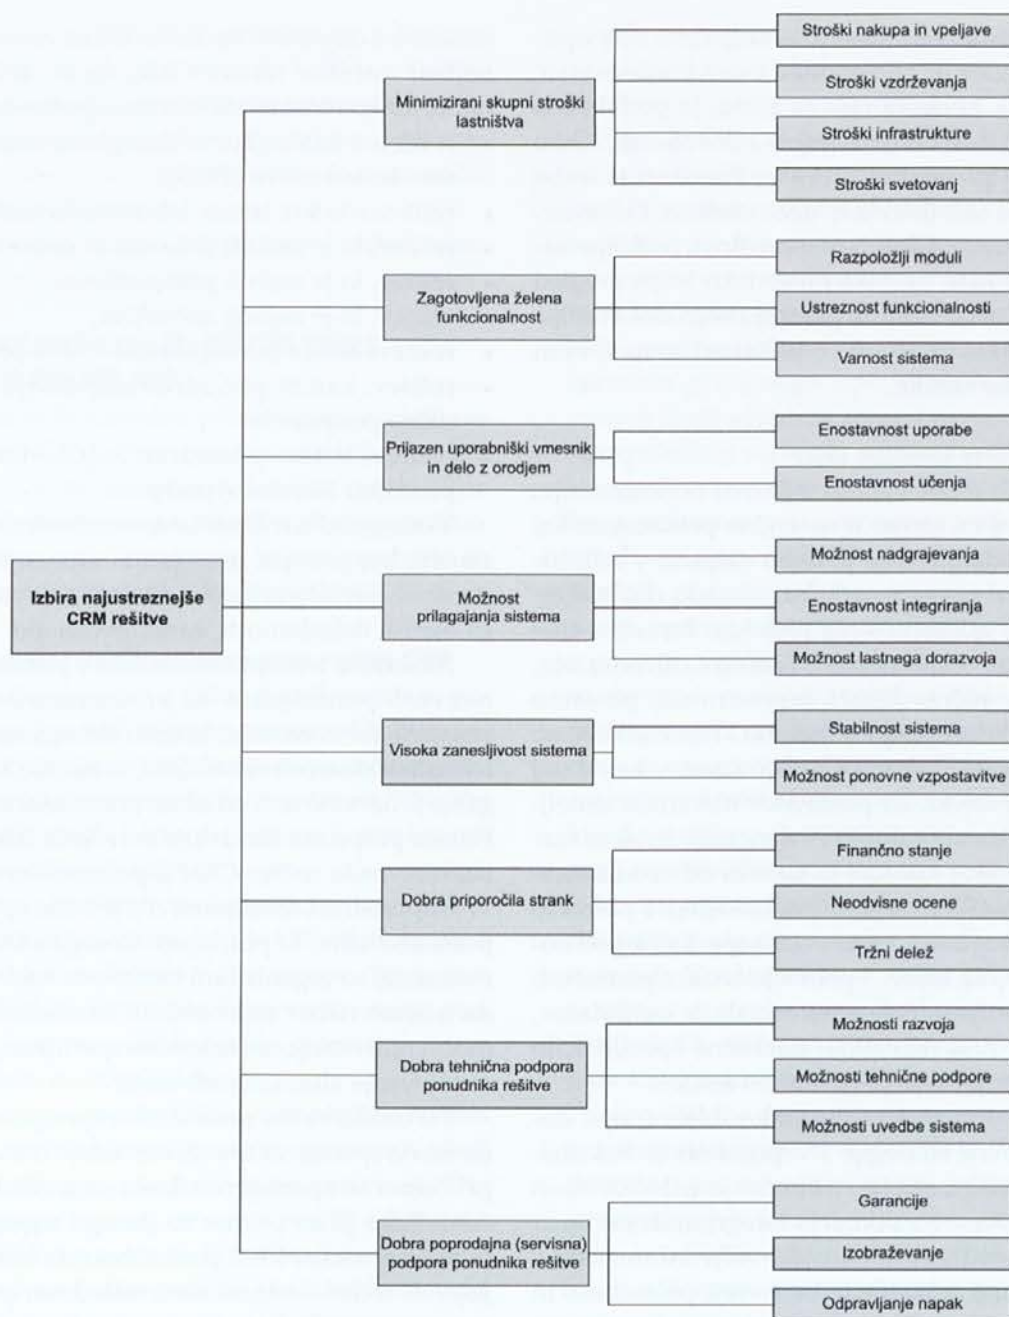 Izbira najustreznejše
CRM rešitve
Minimizirani skupni stroški
lastništva
Stroški nakupa in vpeljave
Stroški vzdrževanja
Stroški infrastrukture
Stroški svetovanj
Zagotovljena želena
funkcionalnost
Razpoložlji moduli
Ustreznost funkcionalnosti
Varnost sistema
Prijazen uporabniški vmesnik
in delo z orodjem
Enostavnost uporabe
Enostavnost učenja
Možnost
prilagajanja sistema
Možnost nadgrajevanja
Enostavnost integriranja
Možnost lastnega dorazvoja
Visoka zanesljivost sistema
Stabilnost sistema
Možnost ponovne vzpostavitve
Dobra priporočila strank
Finančno stanje
Neodvisne ocene
Tržni delež
Dobra tehnična podpora
ponudnika rešitve
Možnosti razvoja
Možnosti tehnične podpore
Možnosti uvedbe sistema
Dobra poprodajna (servisna)
podpora ponudnika rešitve
Garancije
Izobraževanje
Odpravljanje napak